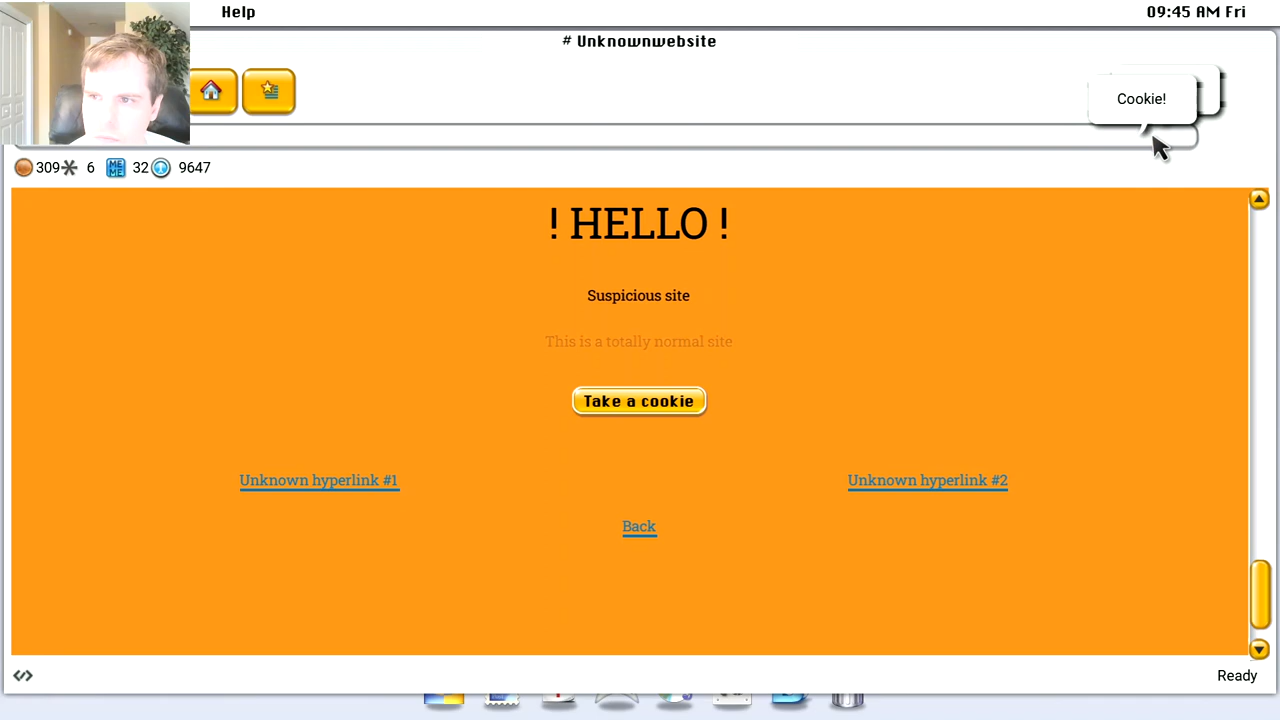 Help
09:45 AM Fri
# Unknownwebsite
Cookie!
309 6 MEME 32 9647
! HELLO !
Suspicious site
This is a totally normal site
Take a cookie
Unknown hyperlink #1
Unknown hyperlink #2
Back
Ready